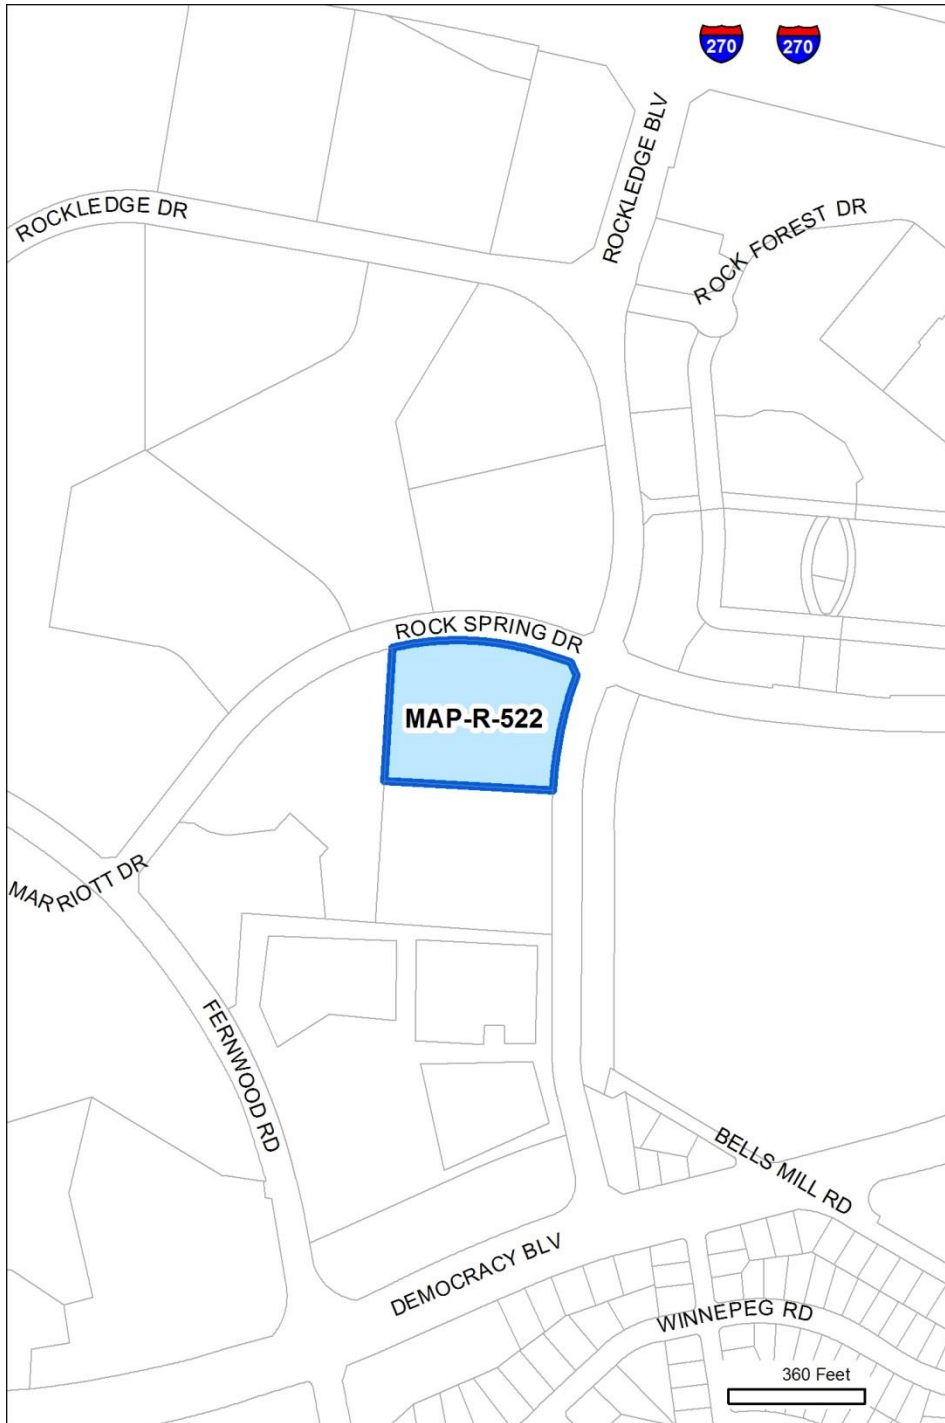 270 270
ROCKLEDGE BLV
ROCKLEDGE DR
ROCK FOREST DR
ROCK SPRING DR
MAP-R-522
MARRIOTT DR
FERNWOOD RD
BELLS MILL RD
DEMOCRACY BLV
WINNEPEG RD
360 Feet